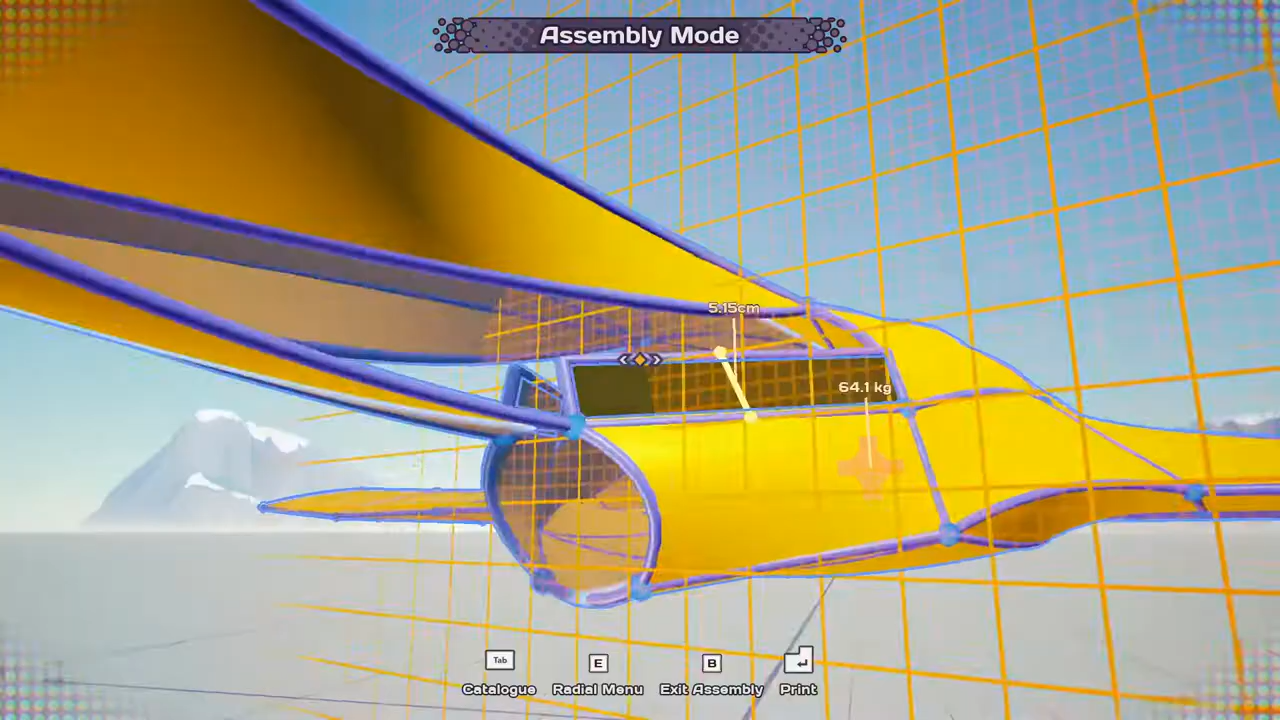 Assembly Mode
5.15cm
64.1 kg
Tab
E
B
Catalogue
Radial Menu
Exit Assembly
Print